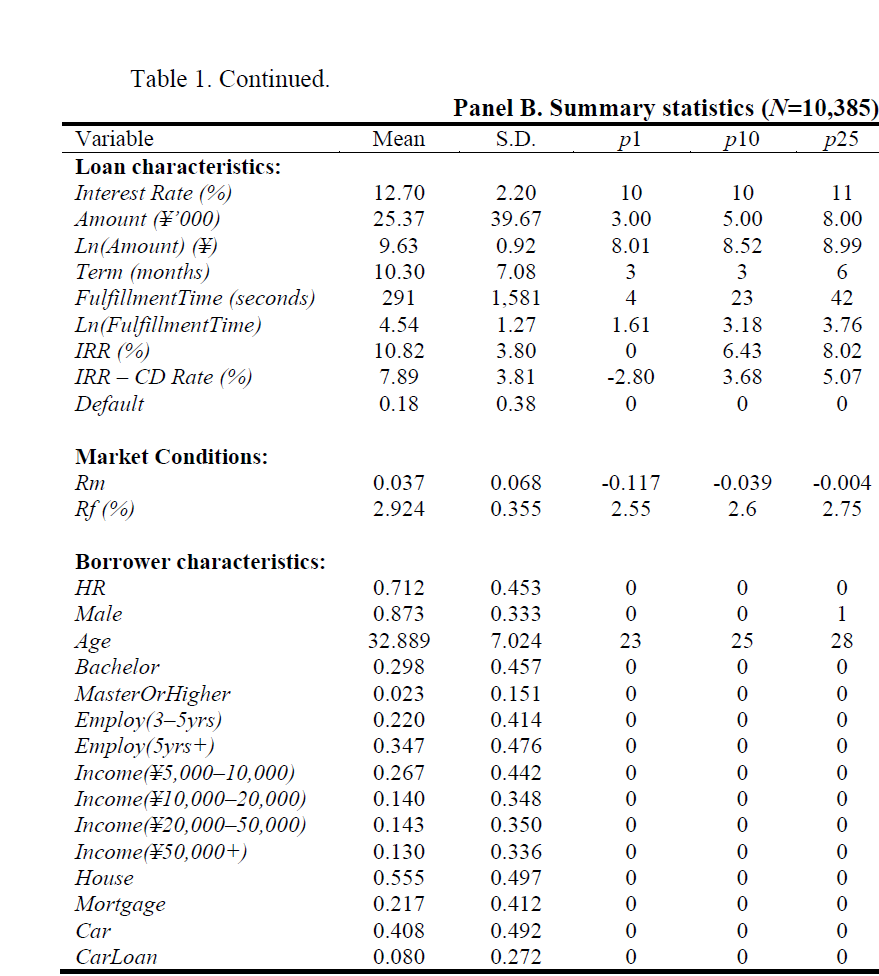 Table 1. Continued.
Panel B. Summary statistics (N=10,385)
Variable Mean S.D. p1 p10 p25
Loan characteristics:
Interest Rate (%) 12.70 2.20 10 10 11
Amount (¥’000) 25.37 39.67 3.00 5.00 8.00
Ln(Amount) (¥) 9.63 0.92 8.01 8.52 8.99
Term (months) 10.30 7.08 3 3 6
FulfillmentTime (seconds) 291 1,581 4 23 42
Ln(FulfillmentTime) 4.54 1.27 1.61 3.18 3.76
IRR (%) 10.82 3.80 0 6.43 8.02
IRR – CD Rate (%) 7.89 3.81 -2.80 3.68 5.07
Default 0.18 0.38 0 0 0
Market Conditions:
Rm 0.037 0.068 -0.117 -0.039 -0.004
Rf (%) 2.924 0.355 2.55 2.6 2.75
Borrower characteristics:
HR 0.712 0.453 0 0 0
Male 0.873 0.333 0 0 1
Age 32.889 7.024 23 25 28
Bachelor 0.298 0.457 0 0 0
MasterOrHigher 0.023 0.151 0 0 0
Employ(3–5yrs) 0.220 0.414 0 0 0
Employ(5yrs+) 0.347 0.476 0 0 0
Income(¥5,000–10,000) 0.267 0.442 0 0 0
Income(¥10,000–20,000) 0.140 0.348 0 0 0
Income(¥20,000–50,000) 0.143 0.350 0 0 0
Income(¥50,000+) 0.130 0.336 0 0 0
House 0.555 0.497 0 0 0
Mortgage 0.217 0.412 0 0 0
Car 0.408 0.492 0 0 0
CarLoan 0.080 0.272 0 0 0